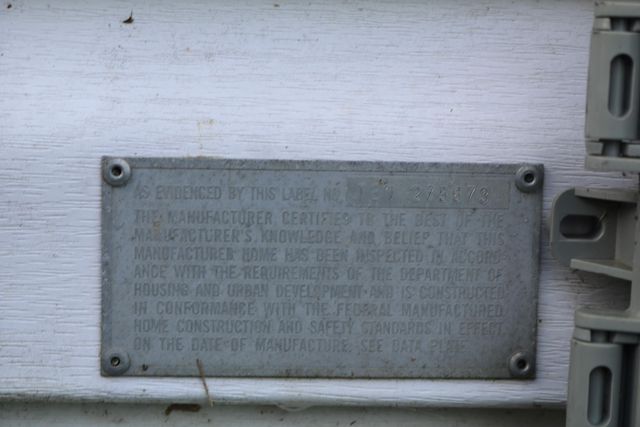 AS EVIDENCED BY THIS LABEL NO.
THE MANUFACTURER CERTIFIES TO THE BEST OF THE
MANUFACTURER'S KNOWLEDGE AND BELIEF THAT THIS
MANUFACTURED HOME HAS BEEN INSPECTED IN ACCORD-
ANCE WITH THE REQUIREMENTS OF THE DEPARTMENT OF
HOUSING AND URBAN DEVELOPMENT AND IS CONSTRUCTED
IN CONFORMANCE WITH THE FEDERAL MANUFACTURED
HOME CONSTRUCTION AND SAFETY STANDARDS IN EFFECT
ON THE DATE OF MANUFACTURE. SEE DATA PLATE.